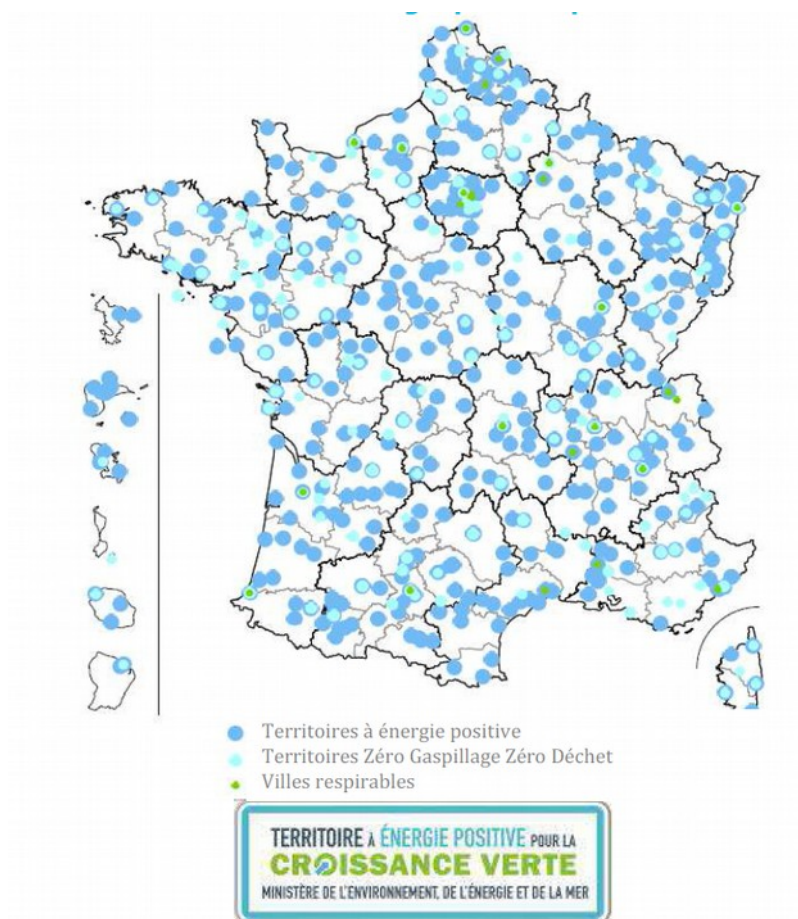 Territoires à énergie positive
Territoires Zéro Gaspillage Zéro Déchet
Villes respirables
TERRITOIRE À ÉNERGIE POSITIVE POUR LA
CROISSANCE VERTE
MINISTÈRE DE L'ENVIRONNEMENT, DE L'ÉNERGIE ET DE LA MER